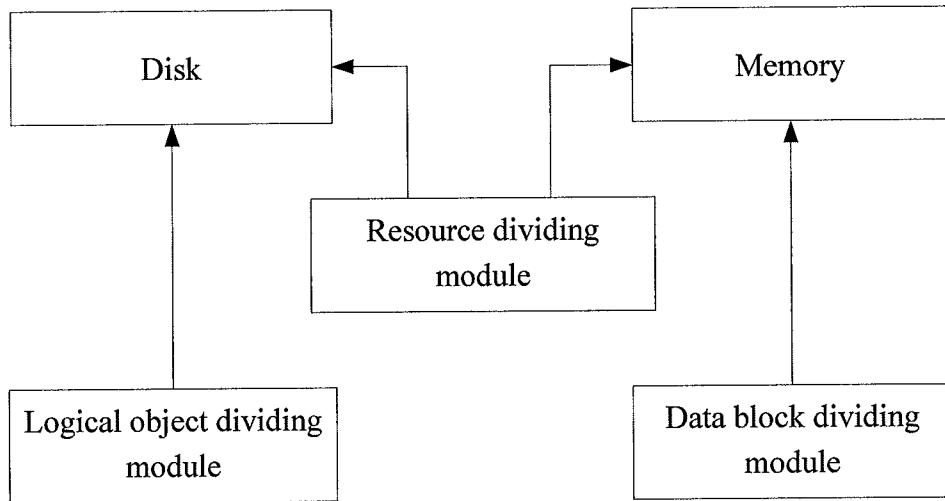 Disk
Memory
Resource dividing
module
Logical object dividing
module
Data block dividing
module